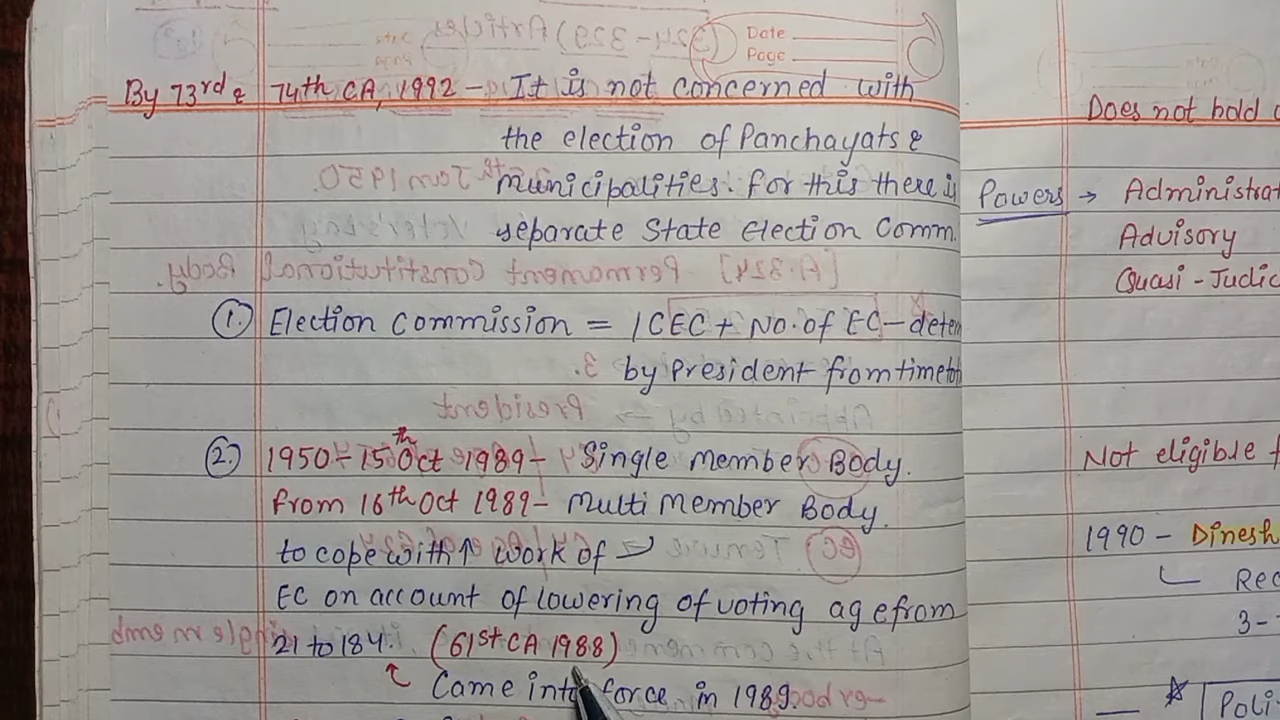 Date
Page
By 73rd & 74th CA, 1992 - It is not concerned with
the election of Panchayats &
municipalities. for this there is
separate State Election Comm.
1. Election Commission = 1 CEC + No. of EC - deter
by President from time to
2. 1950 - 15th Oct 1989 - Single Member Body.
from 16th Oct 1989 - Multi Member Body.
to cope with ↑ work of
EC on account of lowering of voting age from
21 to 18y. (61st CA 1988)
Came into force in 1989
Does not hold
Powers → Administrat
Advisory
Quasi - Judic
Not eligible
1990 - Dinesh
Rec
3-
Poli